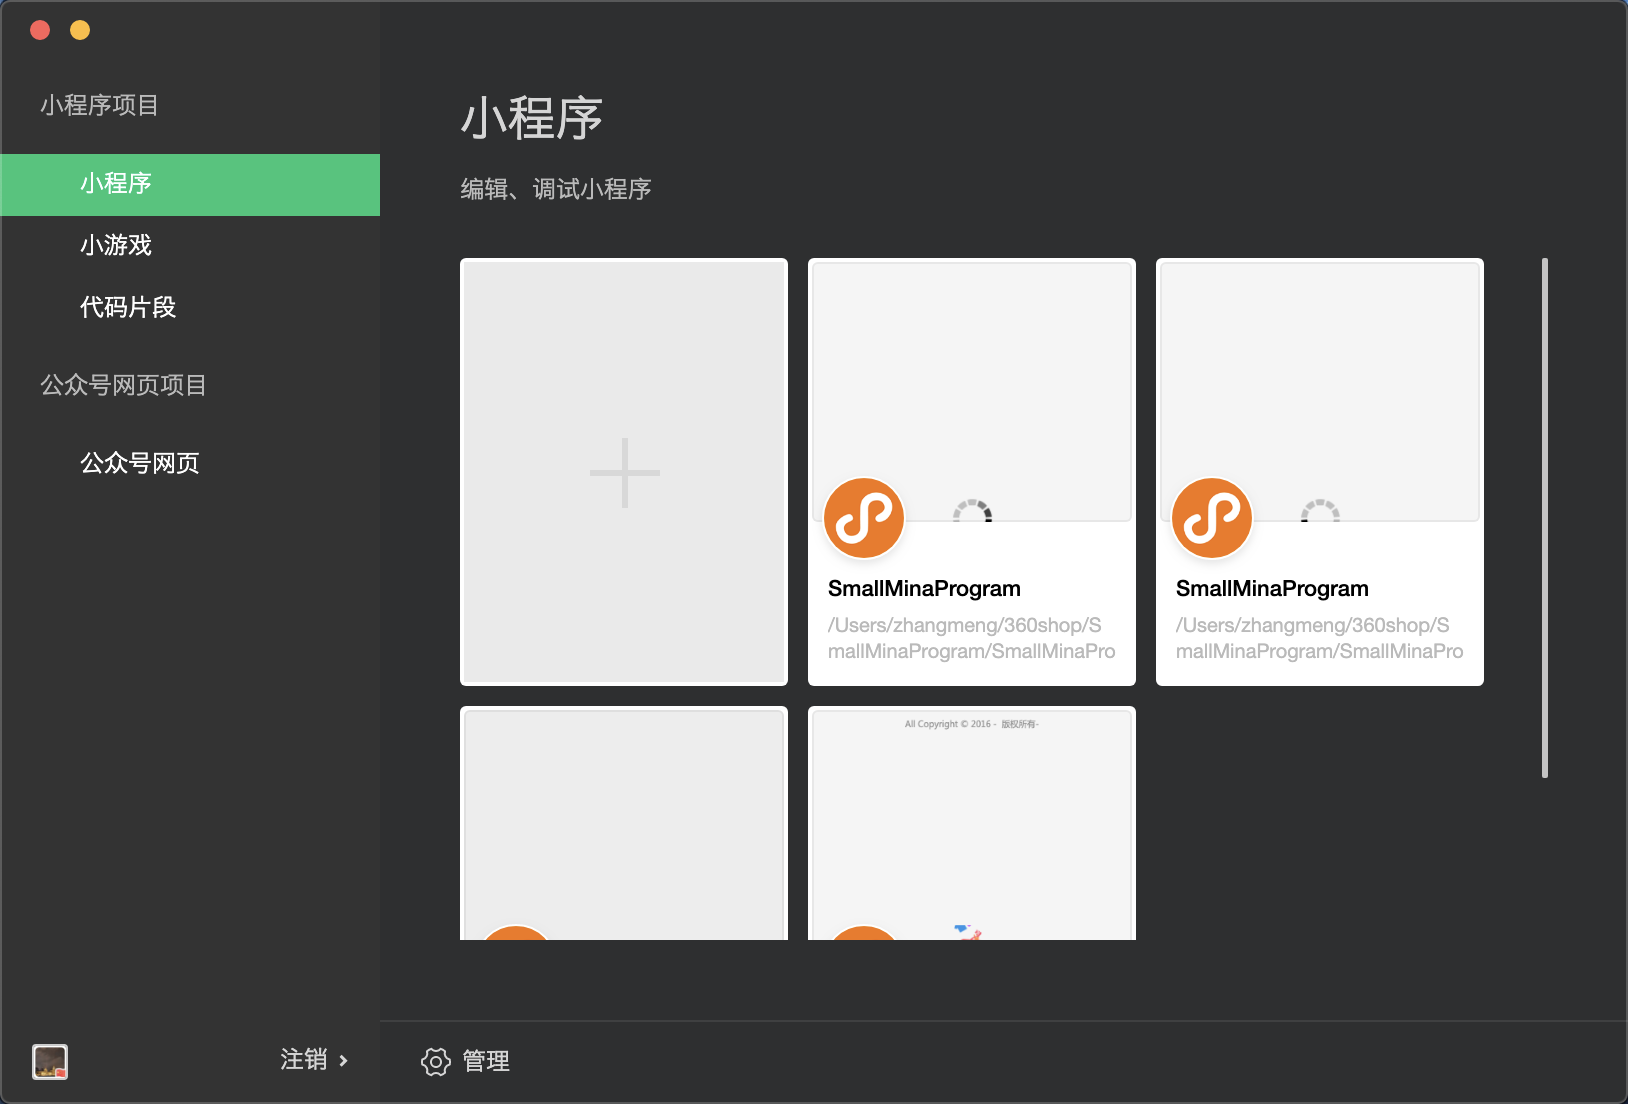 小程序项目
小程序
小游戏
代码片段
公众号网页项目
公众号网页
注销
小程序
编辑、调试小程序
SmallMinaProgram
/Users/zhangmeng/360shop/S
mallMinaProgram/SmallMinaPro
SmallMinaProgram
/Users/zhangmeng/360shop/S
mallMinaProgram/SmallMinaPro
All Copyright © 2016 - 版权所有-
管理